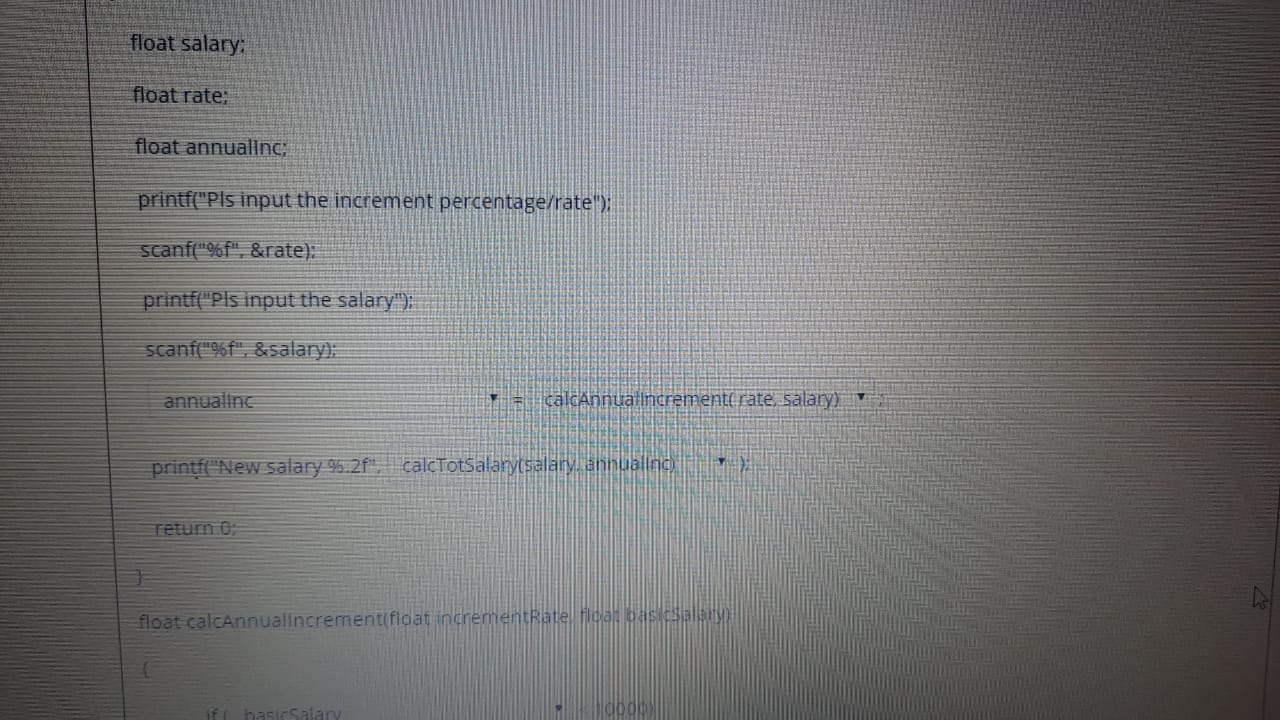 float salary;
float rate;
float annualInc;
printf("Pls input the increment percentage/rate");
scanf("%f", &rate);
printf("Pls input the salary");
scanf("%f", &salary);
annualInc = calcAnnualIncrement( rate, salary) ;
printf("New salary %.2f", calcTotSalary(salary, annualInc) );
return 0;
}
float calcAnnualIncrement(float incrementRate, float basicSalary)
{
if ( basicSalary < 10000)